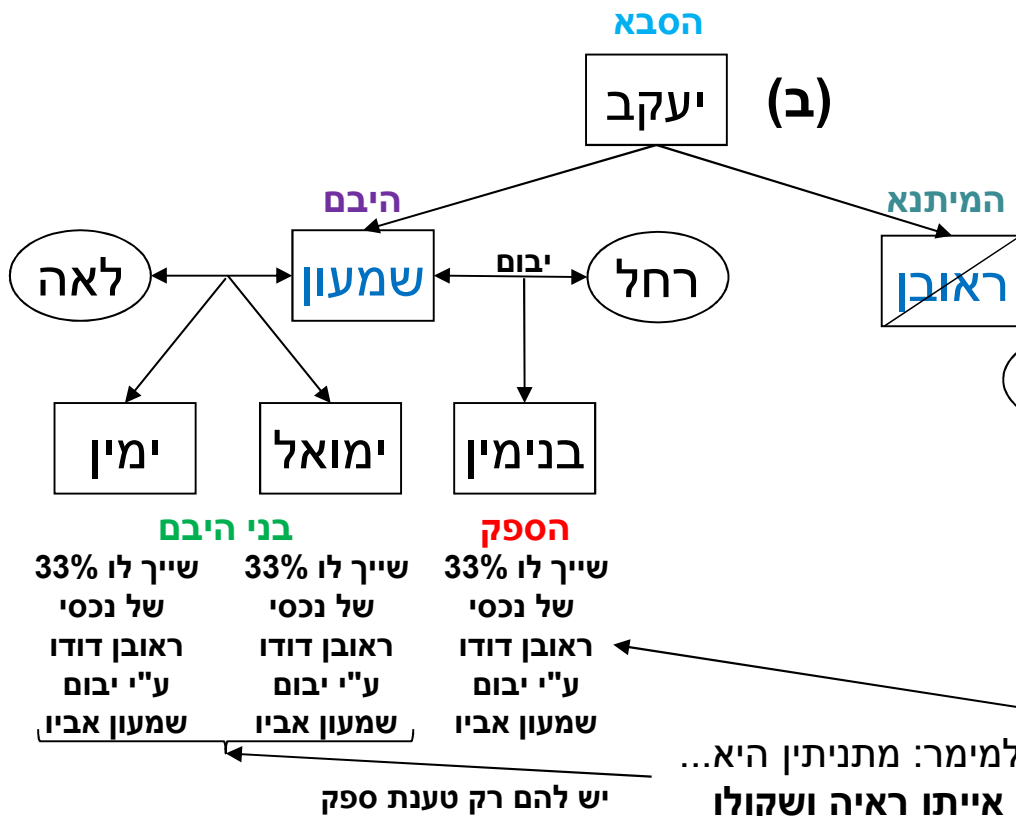 הסבא
יעקב
(ב)
היבם
המיתנא
לאה
שמעון
יבום
רחל
ראובן
ימין
ימואל
בנימין
בני היבם
הספק
שייך לו 33%
של נכסי
ראובן דודו
ע"י יבום
שמעון אביו
שייך לו 33%
של נכסי
ראובן דודו
ע"י יבום
שמעון אביו
שייך לו 33%
של נכסי
ראובן דודו
ע"י יבום
שמעון אביו
למימר: מתניתין היא...
אייתו ראיה ושקולו
יש להם רק טענת ספק